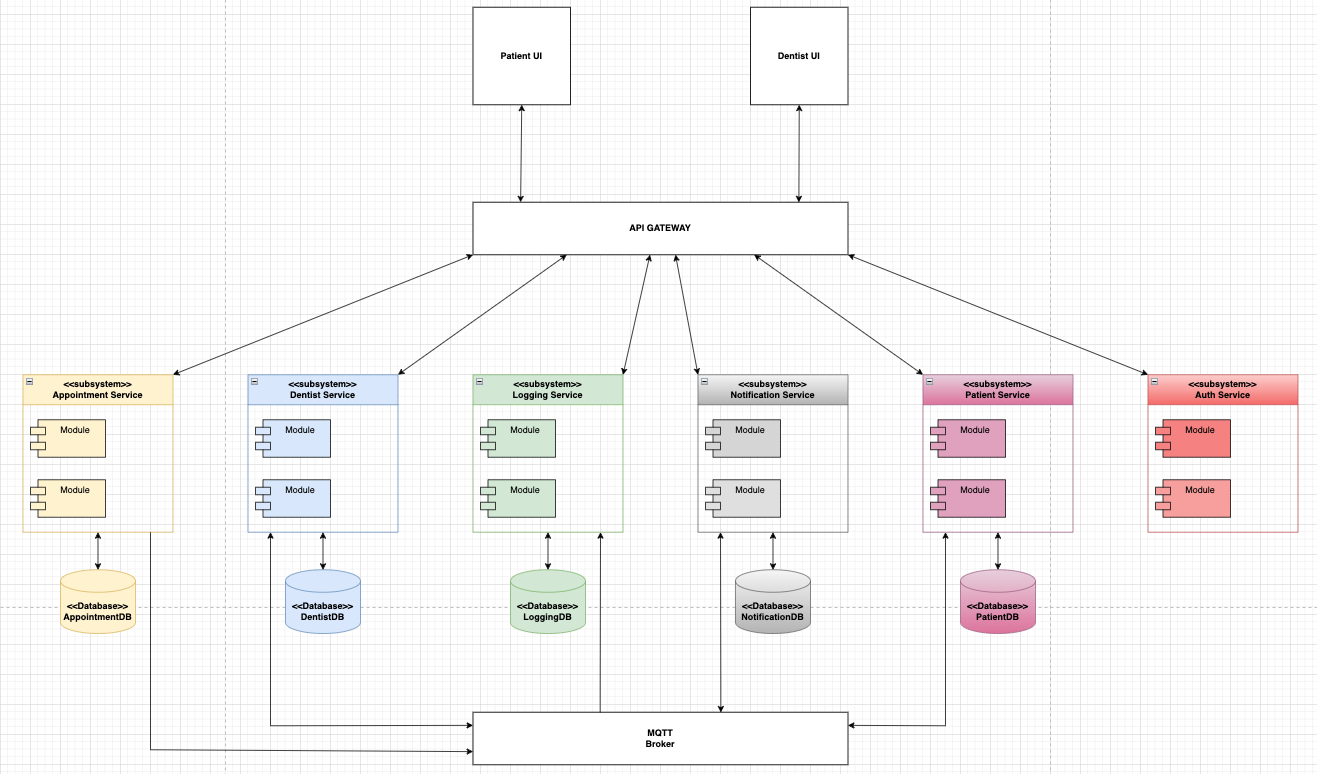 Patient UI
Dentist UI
API GATEWAY
<<subsystem>>
Appointment Service
Module
Module
<<subsystem>>
Dentist Service
Module
Module
<<subsystem>>
Logging Service
Module
Module
<<subsystem>>
Notification Service
Module
Module
<<subsystem>>
Patient Service
Module
Module
<<subsystem>>
Auth Service
Module
Module
<<Database>>
AppointmentDB
<<Database>>
DentistDB
<<Database>>
LoggingDB
<<Database>>
NotificationDB
<<Database>>
PatientDB
MQTT
Broker